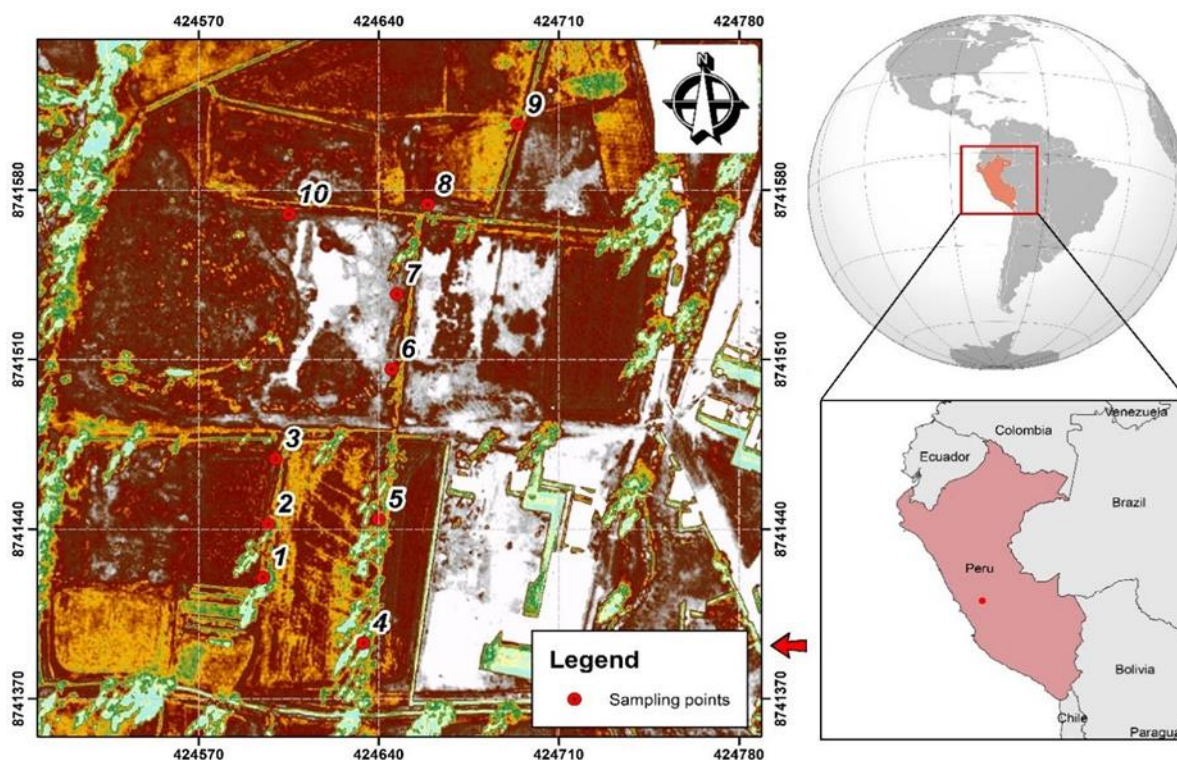 424570 424640 424710 424780
N
9
8741580 8741580
8
10
7
6
8741510 8741510
3
2
5
8741440 8741440
1
4
Legend
Sampling points
8741370 8741370
424570 424640 424710 424780
Venezuela
Colombia
Ecuador
Brazil
Peru
Bolivia
Chile
Paragua